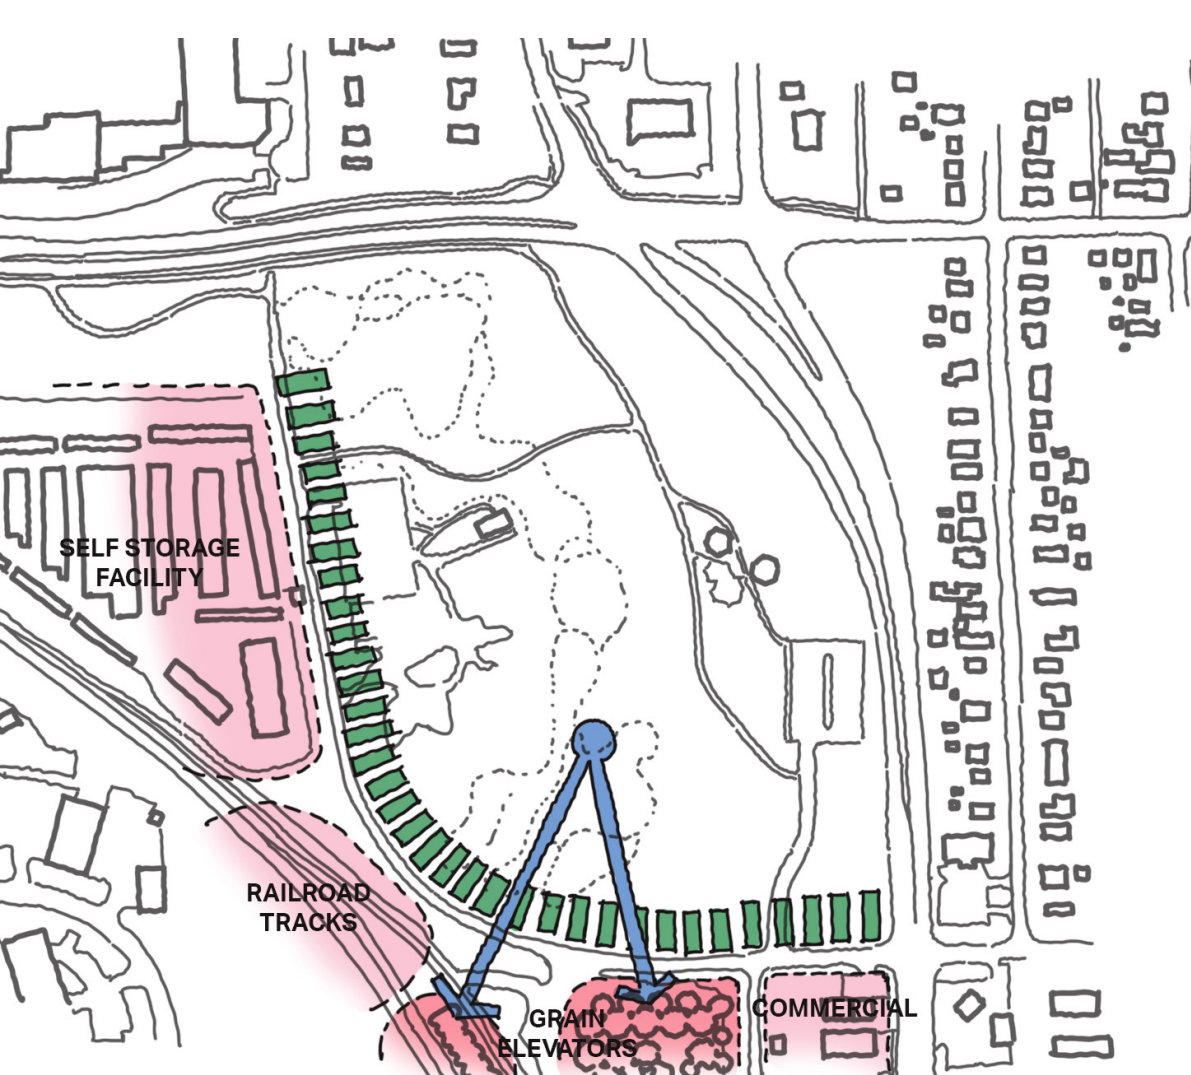 SELF STORAGE
FACILITY
RAILROAD
TRACKS
GRAIN
ELEVATORS
COMMERCIAL